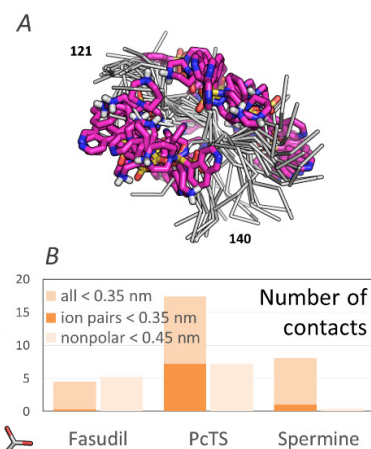 A
121
140
B
20
15
10
5
0
all < 0.35 nm
ion pairs < 0.35 nm
nonpolar < 0.45 nm
Number of
contacts
Fasudil PcTS Spermine